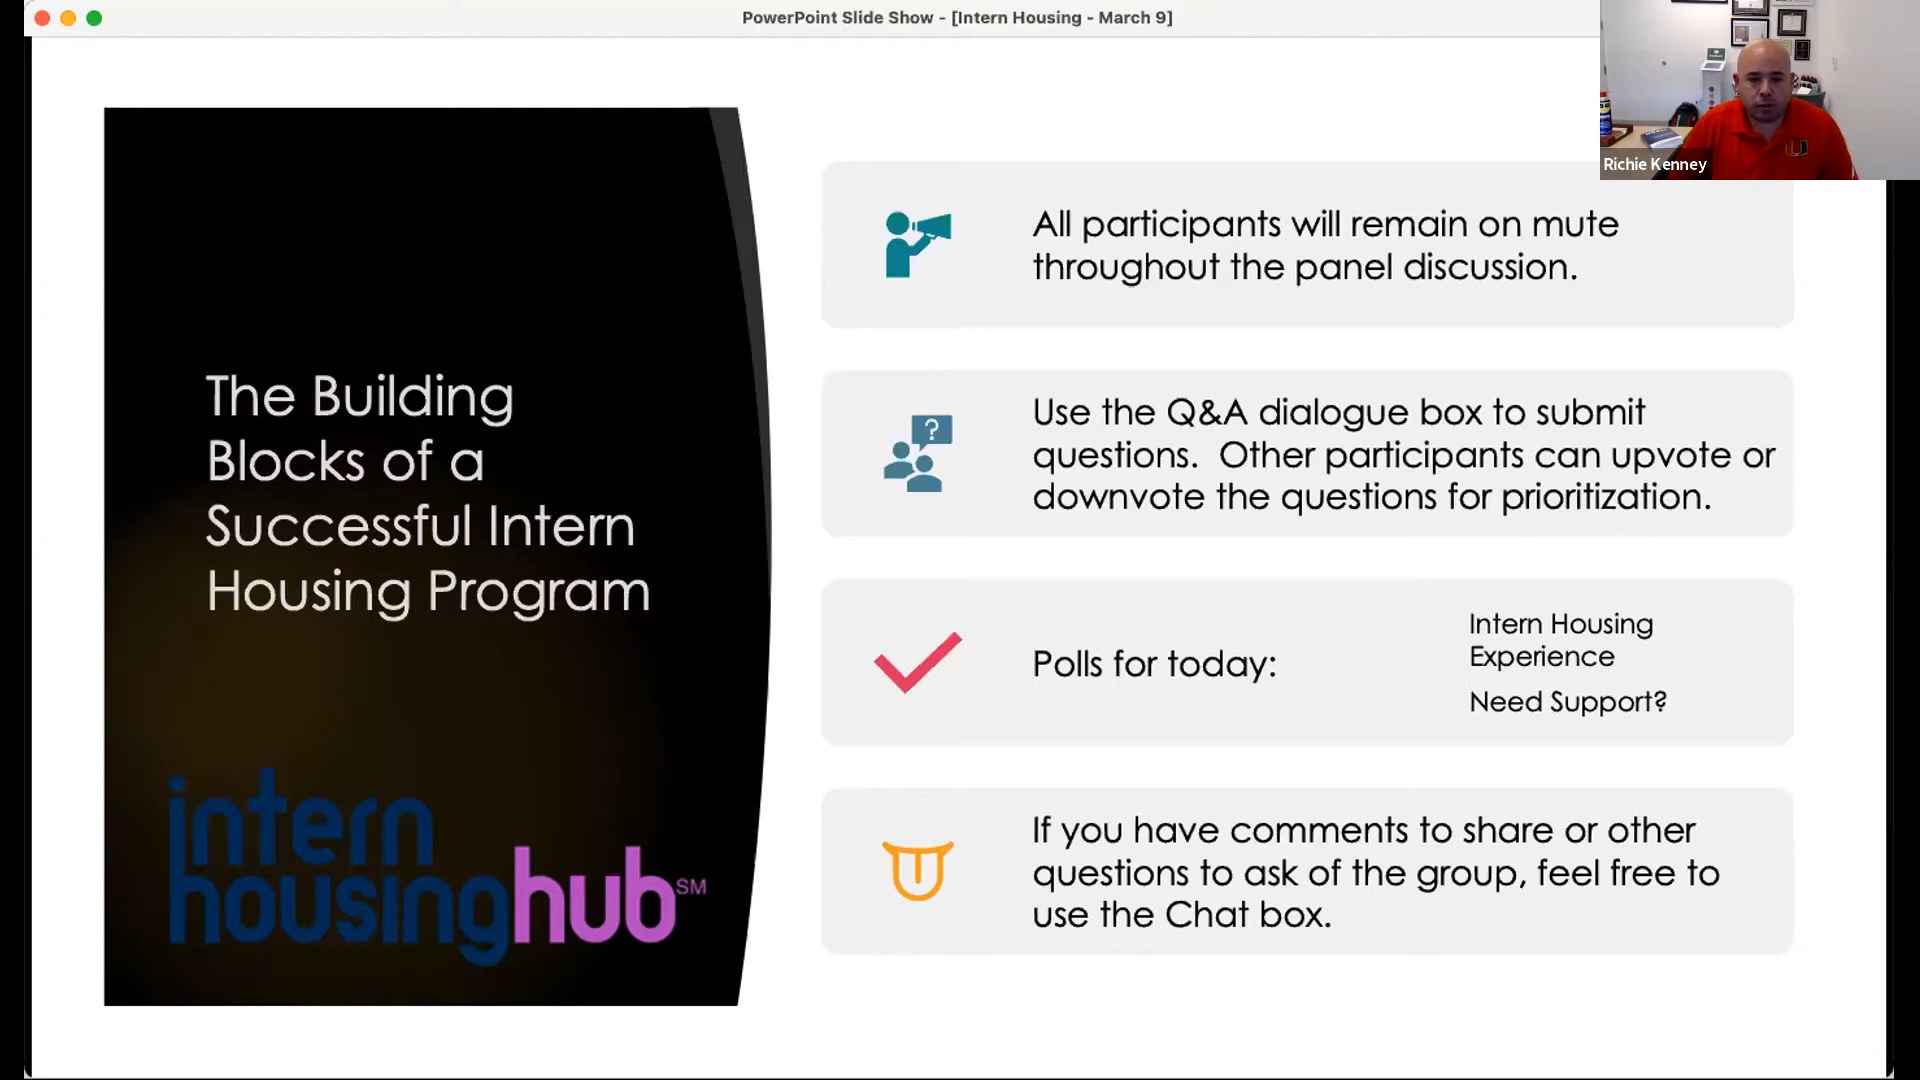 PowerPoint Slide Show - [Intern Housing - March 9]
Richie Kenney
The Building
Blocks of a
Successful Intern
Housing Program
intern
housinghub℠
All participants will remain on mute
throughout the panel discussion.
Use the Q&A dialogue box to submit
questions.  Other participants can upvote or
downvote the questions for prioritization.
Polls for today:
Intern Housing
Experience
Need Support?
If you have comments to share or other
questions to ask of the group, feel free to
use the Chat box.